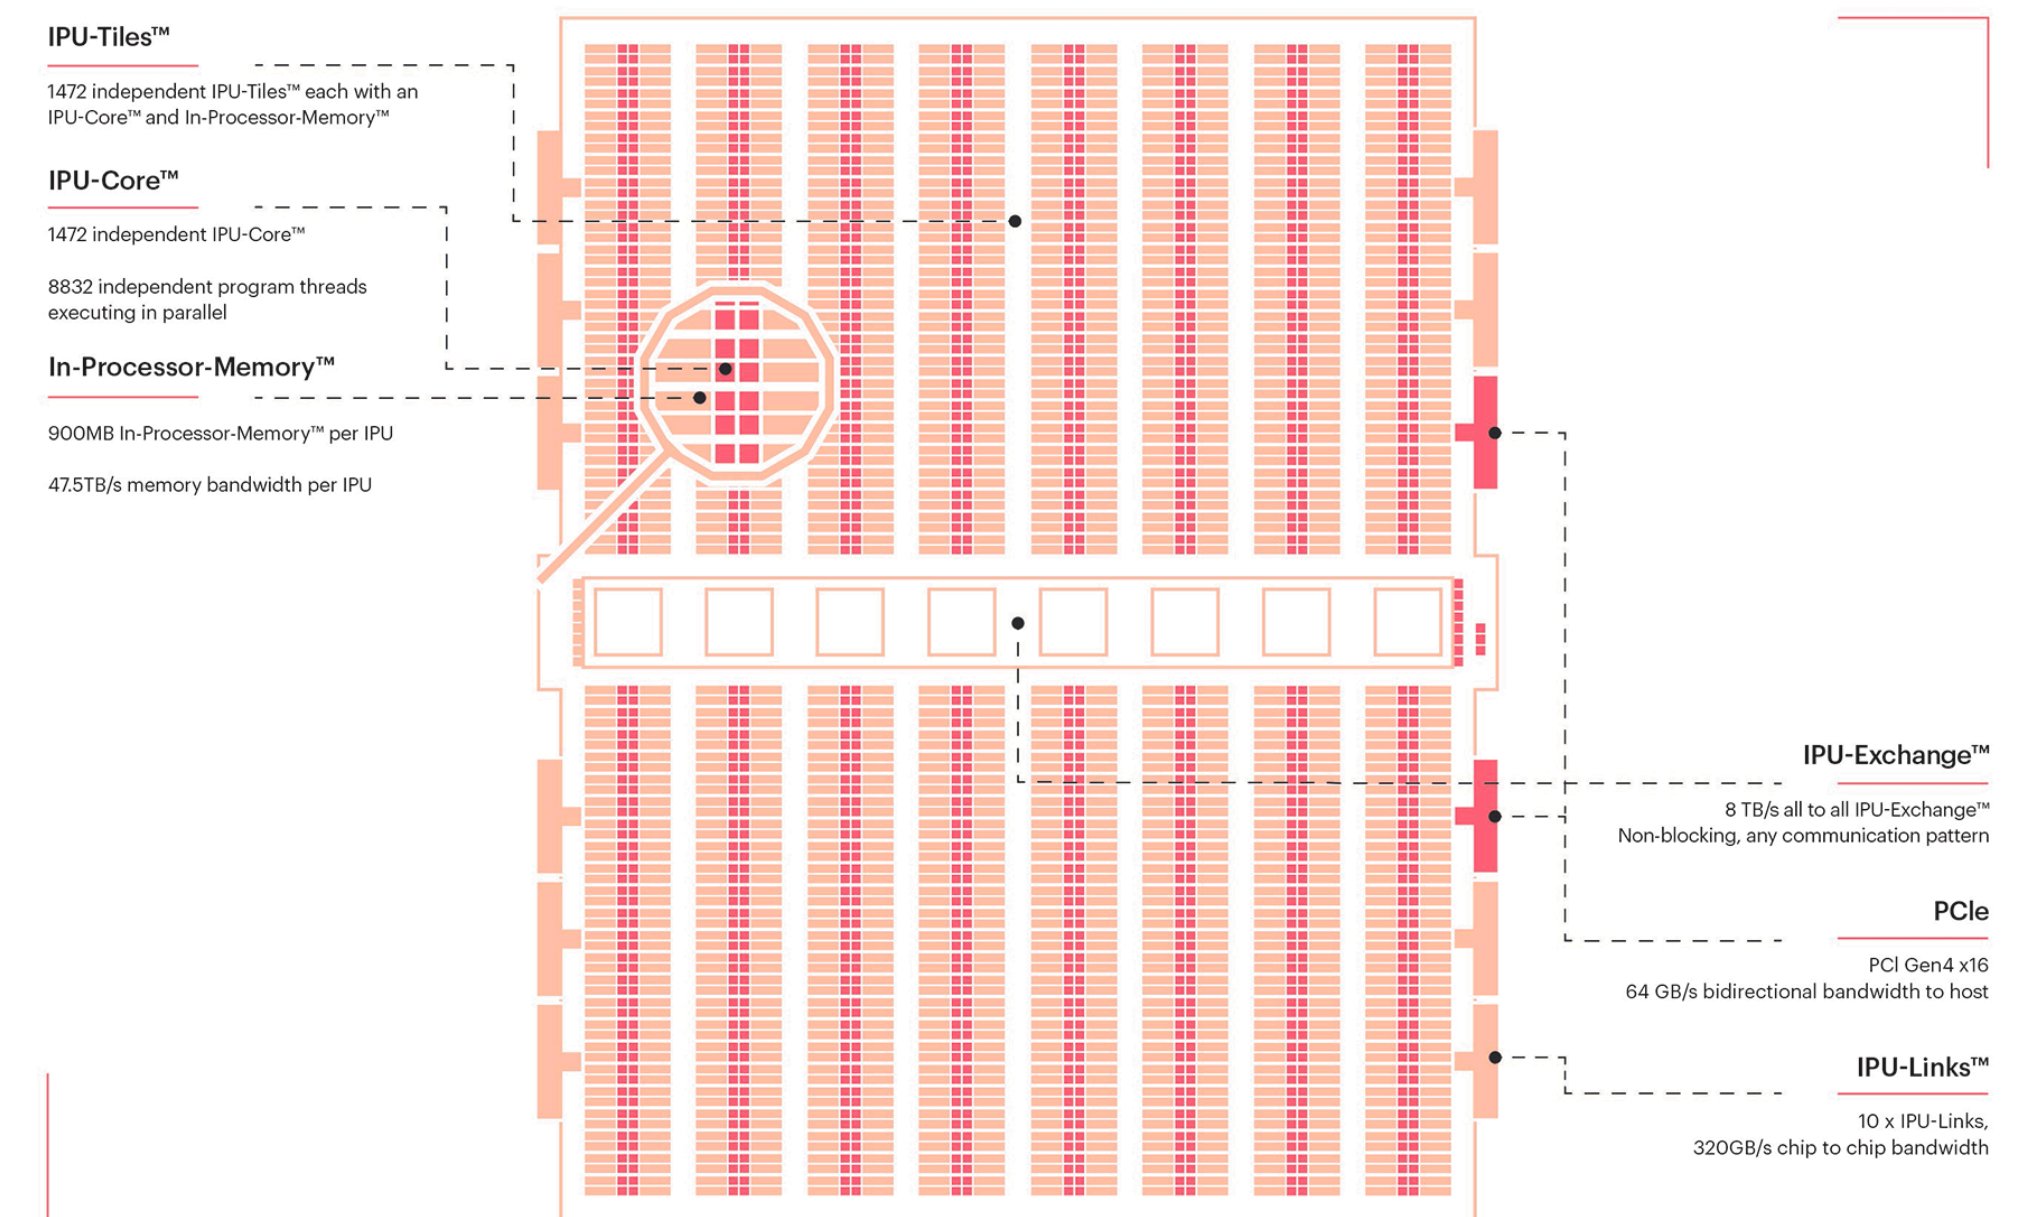 IPU-Tiles™
1472 independent IPU-Tiles™ each with an
IPU-Core™ and In-Processor-Memory™
IPU-Core™
1472 independent IPU-Core™
8832 independent program threads
executing in parallel
In-Processor-Memory™
900MB In-Processor-Memory™ per IPU
47.5TB/s memory bandwidth per IPU
IPU-Exchange™
8 TB/s all to all IPU-Exchange™
Non-blocking, any communication pattern
PCIe
PCI Gen4 x16
64 GB/s bidirectional bandwidth to host
IPU-Links™
10 x IPU-Links,
320GB/s chip to chip bandwidth